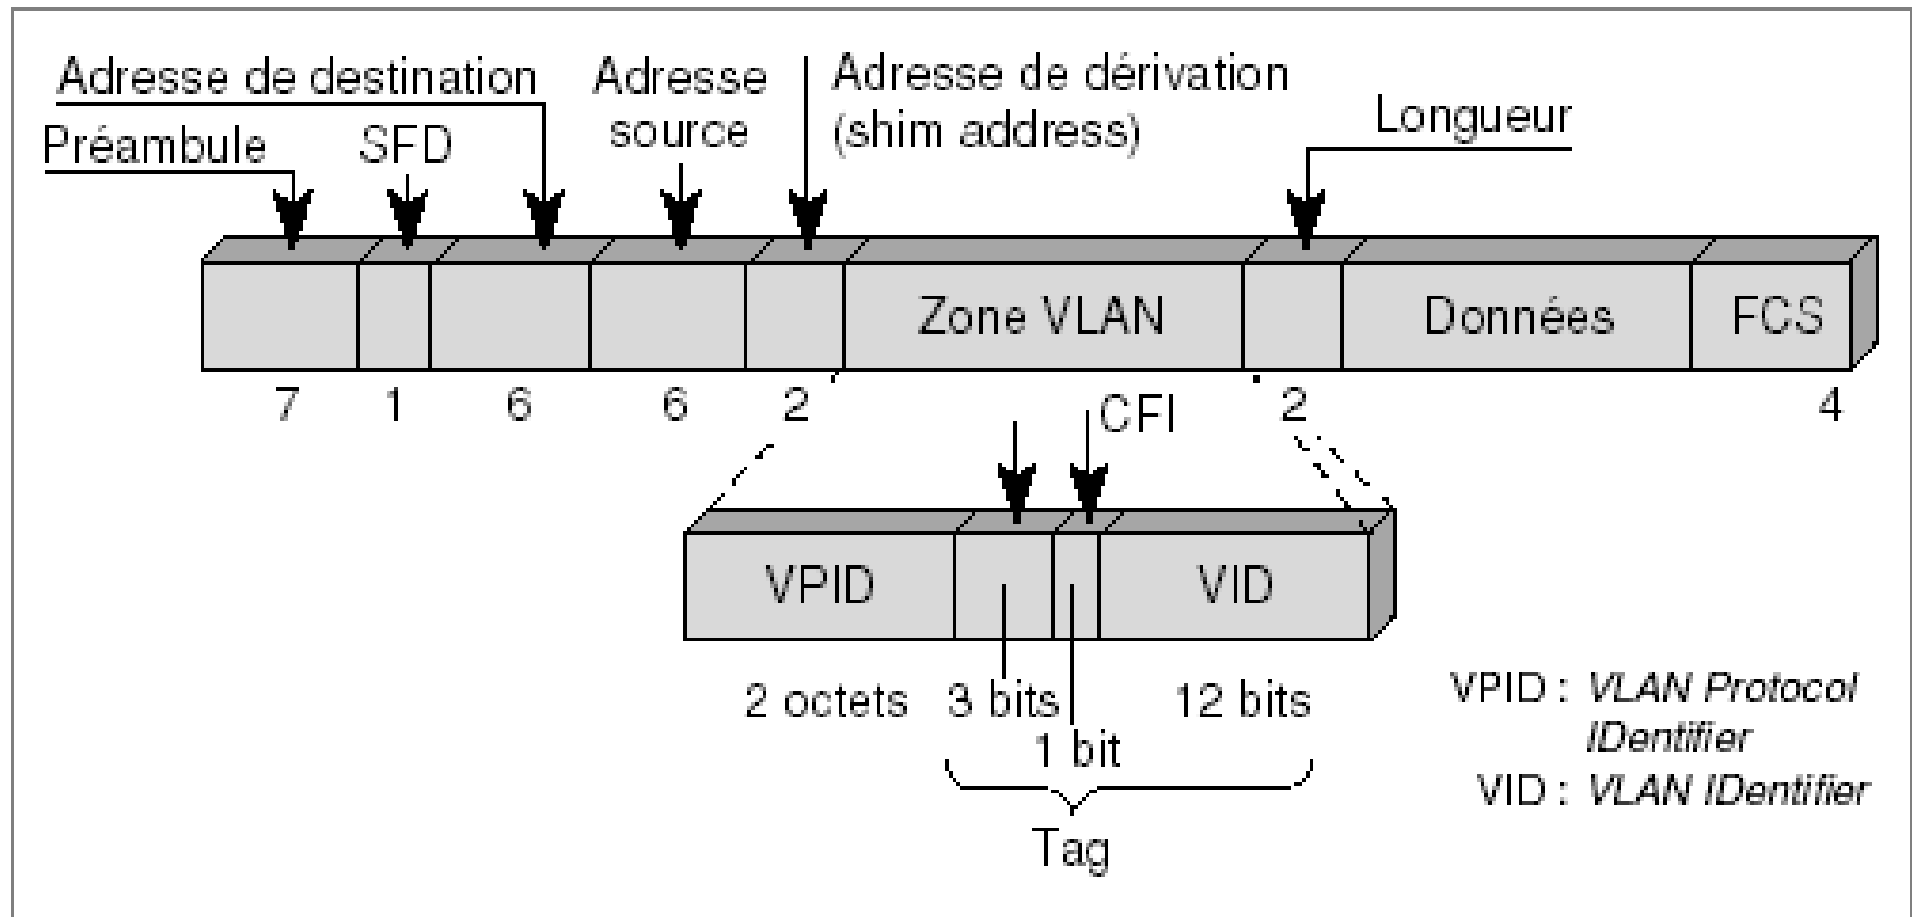 Adresse de destination
Adresse
source
Adresse de dérivation
(shim address)
Longueur
Préambule
SFD
Zone VLAN
Données
FCS
7
1
6
6
2
2
4
CFI
VPID
VID
2 octets
3 bits
1 bit
12 bits
Tag
VPID : VLAN Protocol
IDentifier
VID : VLAN IDentifier